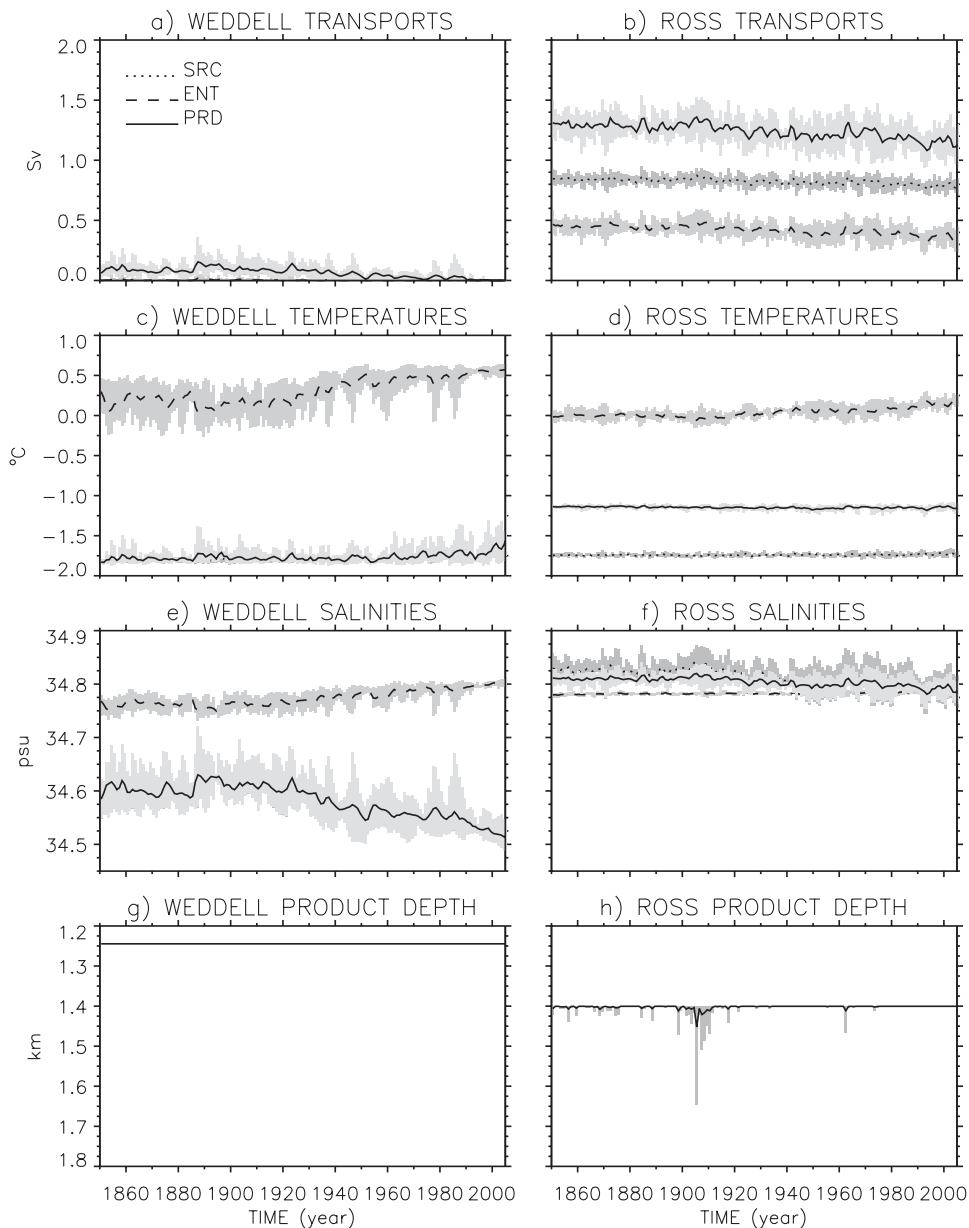 a) WEDDELL TRANSPORTS
b) ROSS TRANSPORTS
2.0
1.5
1.0
0.5
0.0
Sv
SRC
ENT
PRD
c) WEDDELL TEMPERATURES
d) ROSS TEMPERATURES
1.0
0.5
0.0
−0.5
−1.0
−1.5
−2.0
°C
e) WEDDELL SALINITIES
f) ROSS SALINITIES
34.9
34.8
34.7
34.6
34.5
psu
g) WEDDELL PRODUCT DEPTH
h) ROSS PRODUCT DEPTH
1.2
1.3
1.4
1.5
1.6
1.7
1.8
km
1860 1880 1900 1920 1940 1960 1980 2000
TIME (year)
1860 1880 1900 1920 1940 1960 1980 2000
TIME (year)